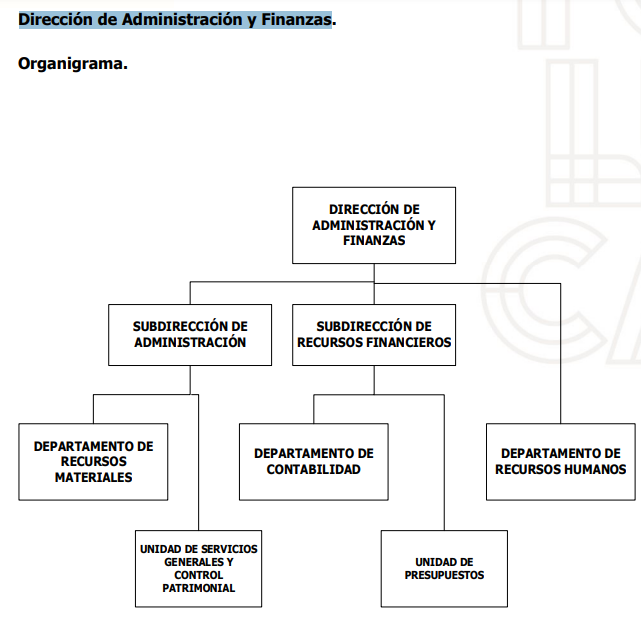 Dirección de Administración y Finanzas.
Organigrama.
DIRECCIÓN DE
ADMINISTRACIÓN Y
FINANZAS
SUBDIRECCIÓN DE
ADMINISTRACIÓN
SUBDIRECCIÓN DE
RECURSOS FINANCIEROS
DEPARTAMENTO DE
RECURSOS
MATERIALES
DEPARTAMENTO DE
CONTABILIDAD
DEPARTAMENTO DE
RECURSOS HUMANOS
UNIDAD DE SERVICIOS
GENERALES Y
CONTROL
PATRIMONIAL
UNIDAD DE
PRESUPUESTOS